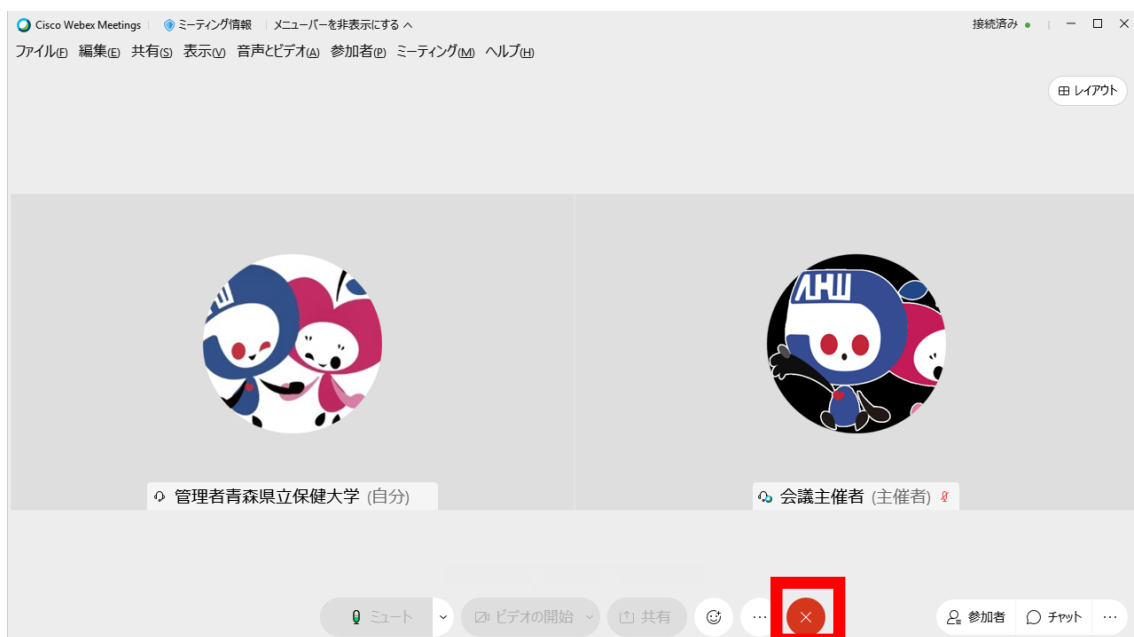 Cisco Webex Meetings ミーティング情報 メニューバーを非表示にする 接続済み
ファイル(F) 編集(E) 共有(S) 表示(V) 音声とビデオ(A) 参加者(P) ミーティング(M) ヘルプ(H)
レイアウト
AHU
管理者青森県立保健大学 (自分)
会議主催者 (主催者)
ミュート ビデオの開始 共有 … 参加者 チャット …